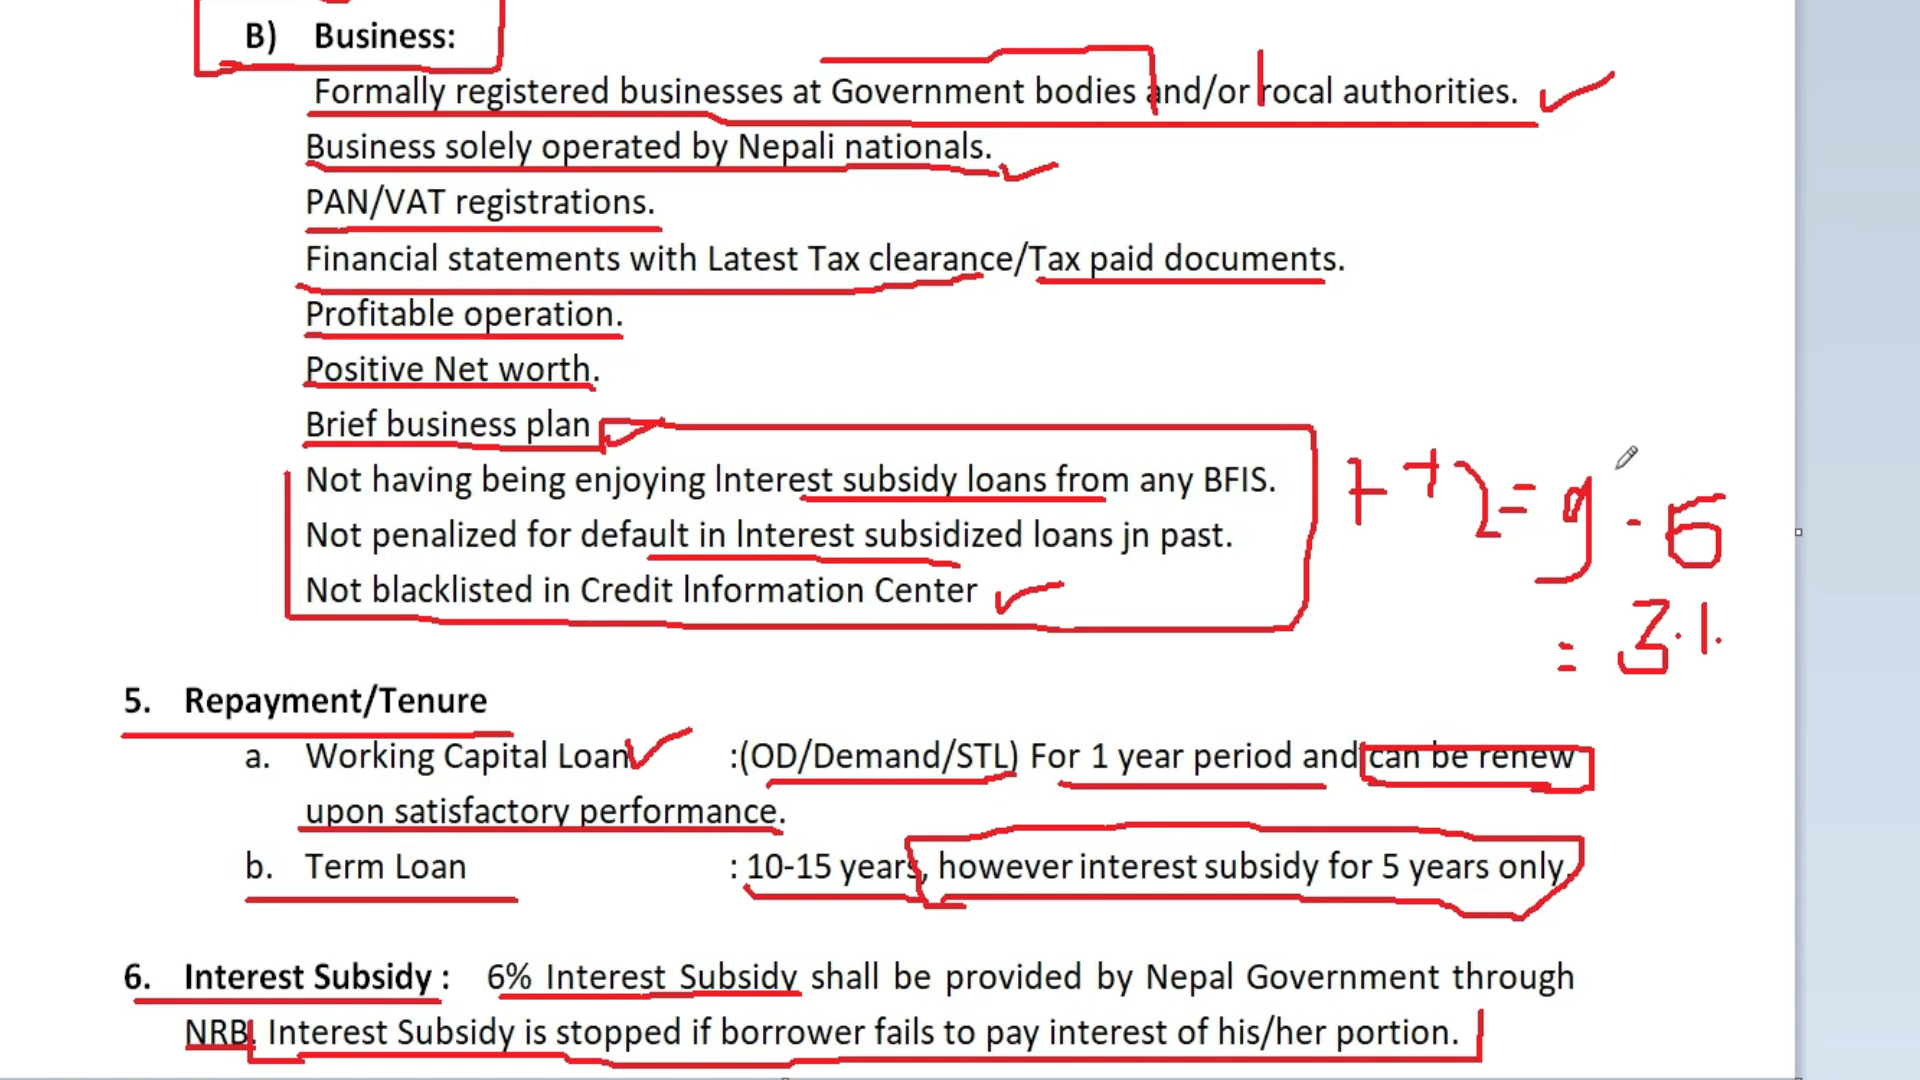 B) Business:
Formally registered businesses at Government bodies and/or rocal authorities.
Business solely operated by Nepali nationals.
PAN/VAT registrations.
Financial statements with Latest Tax clearance/Tax paid documents.
Profitable operation.
Positive Net worth.
Brief business plan
Not having being enjoying lnterest subsidy loans from any BFIS.
Not penalized for default in lnterest subsidized loans jn past.
Not blacklisted in Credit lnformation Center
7+2=9-6
=3%
5. Repayment/Tenure
a. Working Capital Loan :(OD/Demand/STL) For 1 year period and can be renew
upon satisfactory performance.
b. Term Loan : 10-15 years, however interest subsidy for 5 years only.
6. Interest Subsidy : 6% Interest Subsidy shall be provided by Nepal Government through
NRB. Interest Subsidy is stopped if borrower fails to pay interest of his/her portion.